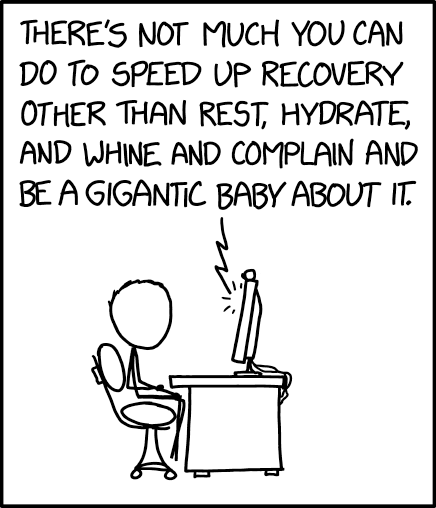 THERE'S NOT MUCH YOU CAN
DO TO SPEED UP RECOVERY
OTHER THAN REST, HYDRATE,
AND WHINE AND COMPLAIN AND
BE A GIGANTIC BABY ABOUT IT.